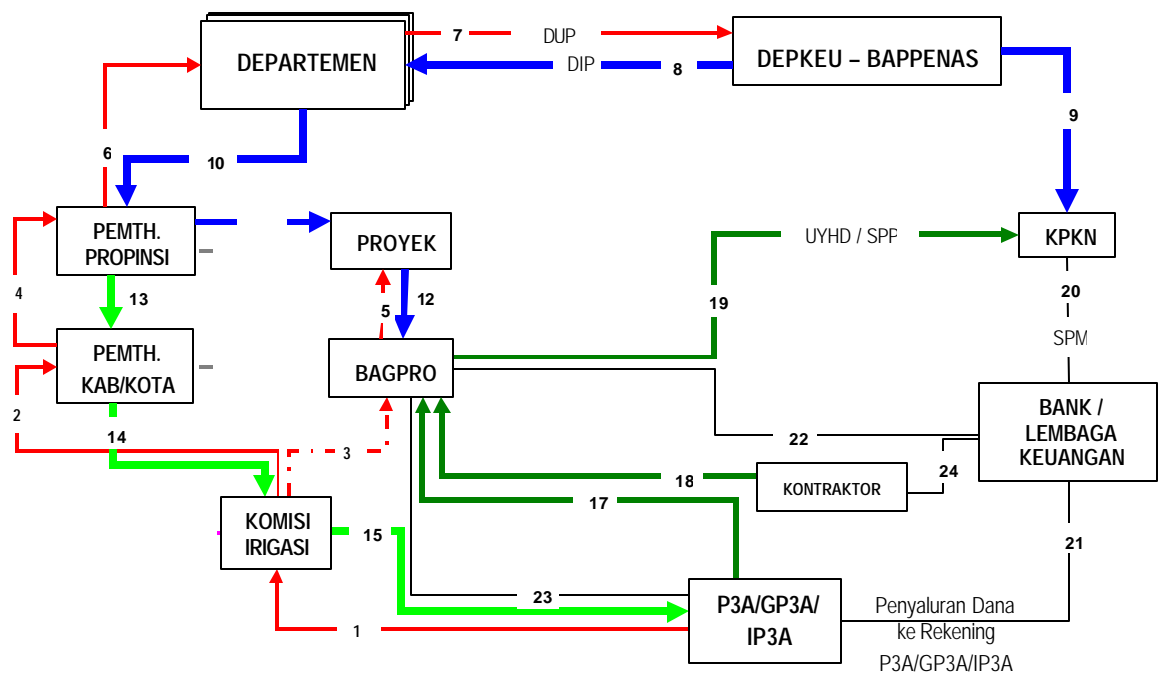 7 DUP
DEPARTEMEN
DEPKEU – BAPPENAS
DIP 8
9
6
10
PEMTH.
PROPINSI
PROYEK
UYHD / SPP
KPKN
4
13
5
12
19
20
SPM
PEMTH.
KAB/KOTA
BAGPRO
2
14
3
22
BANK /
LEMBAGA
KEUANGAN
24
18
KONTRAKTOR
17
KOMISI
IRIGASI
15
21
23
P3A/GP3A/
IP3A
1
Penyaluran Dana
ke Rekening
P3A/GP3A/IP3A